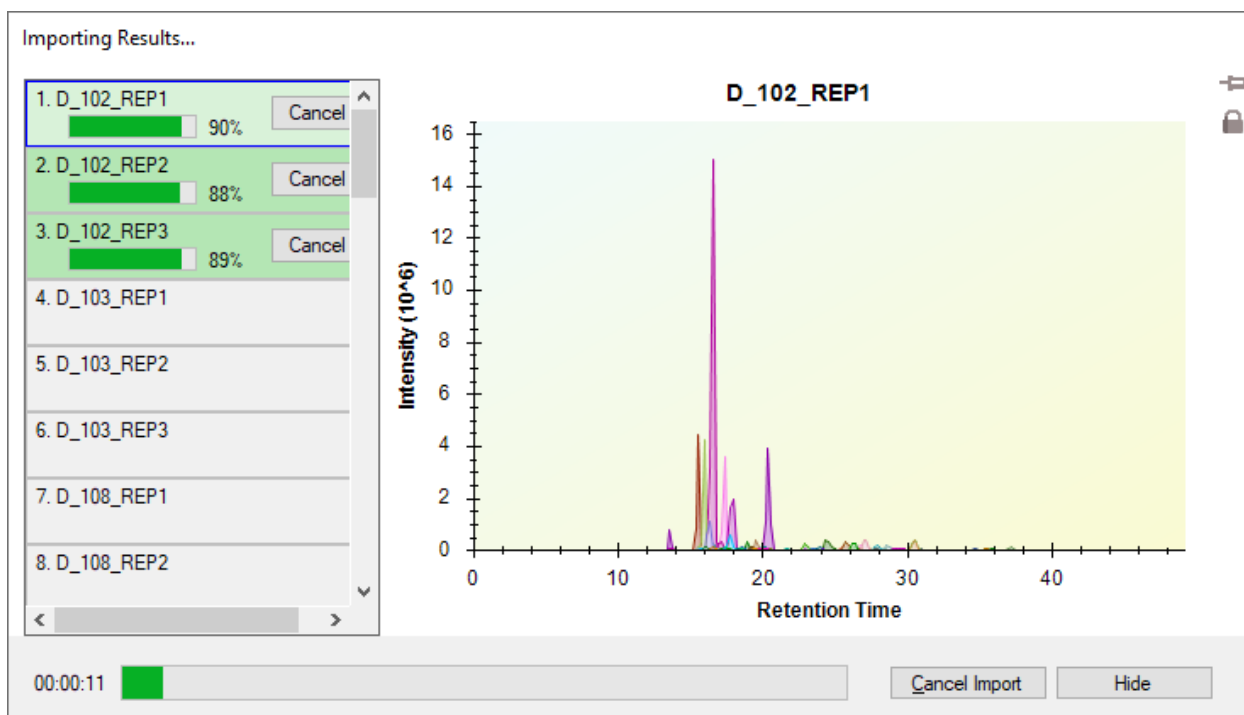 Importing Results...
1. D_102_REP1
Cancel
90%
2. D_102_REP2
Cancel
88%
3. D_102_REP3
Cancel
89%
4. D_103_REP1
5. D_103_REP2
6. D_103_REP3
7. D_108_REP1
8. D_108_REP2
D_102_REP1
Intensity (10^6)
16
14
12
10
8
6
4
2
0
0 10 20 30 40
Retention Time
00:00:11
Cancel Import
Hide